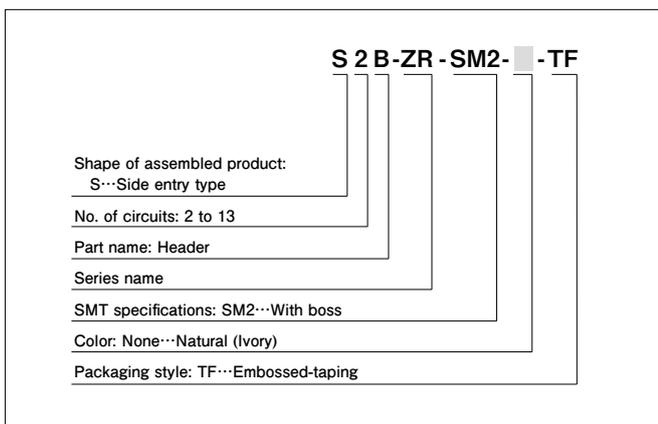 S 2 B-ZR-SM2- -TF
Shape of assembled product:
S⋯Side entry type
No. of circuits: 2 to 13
Part name: Header
Series name
SMT specifications: SM2⋯With boss
Color: None⋯Natural (Ivory)
Packaging style: TF⋯Embossed-taping